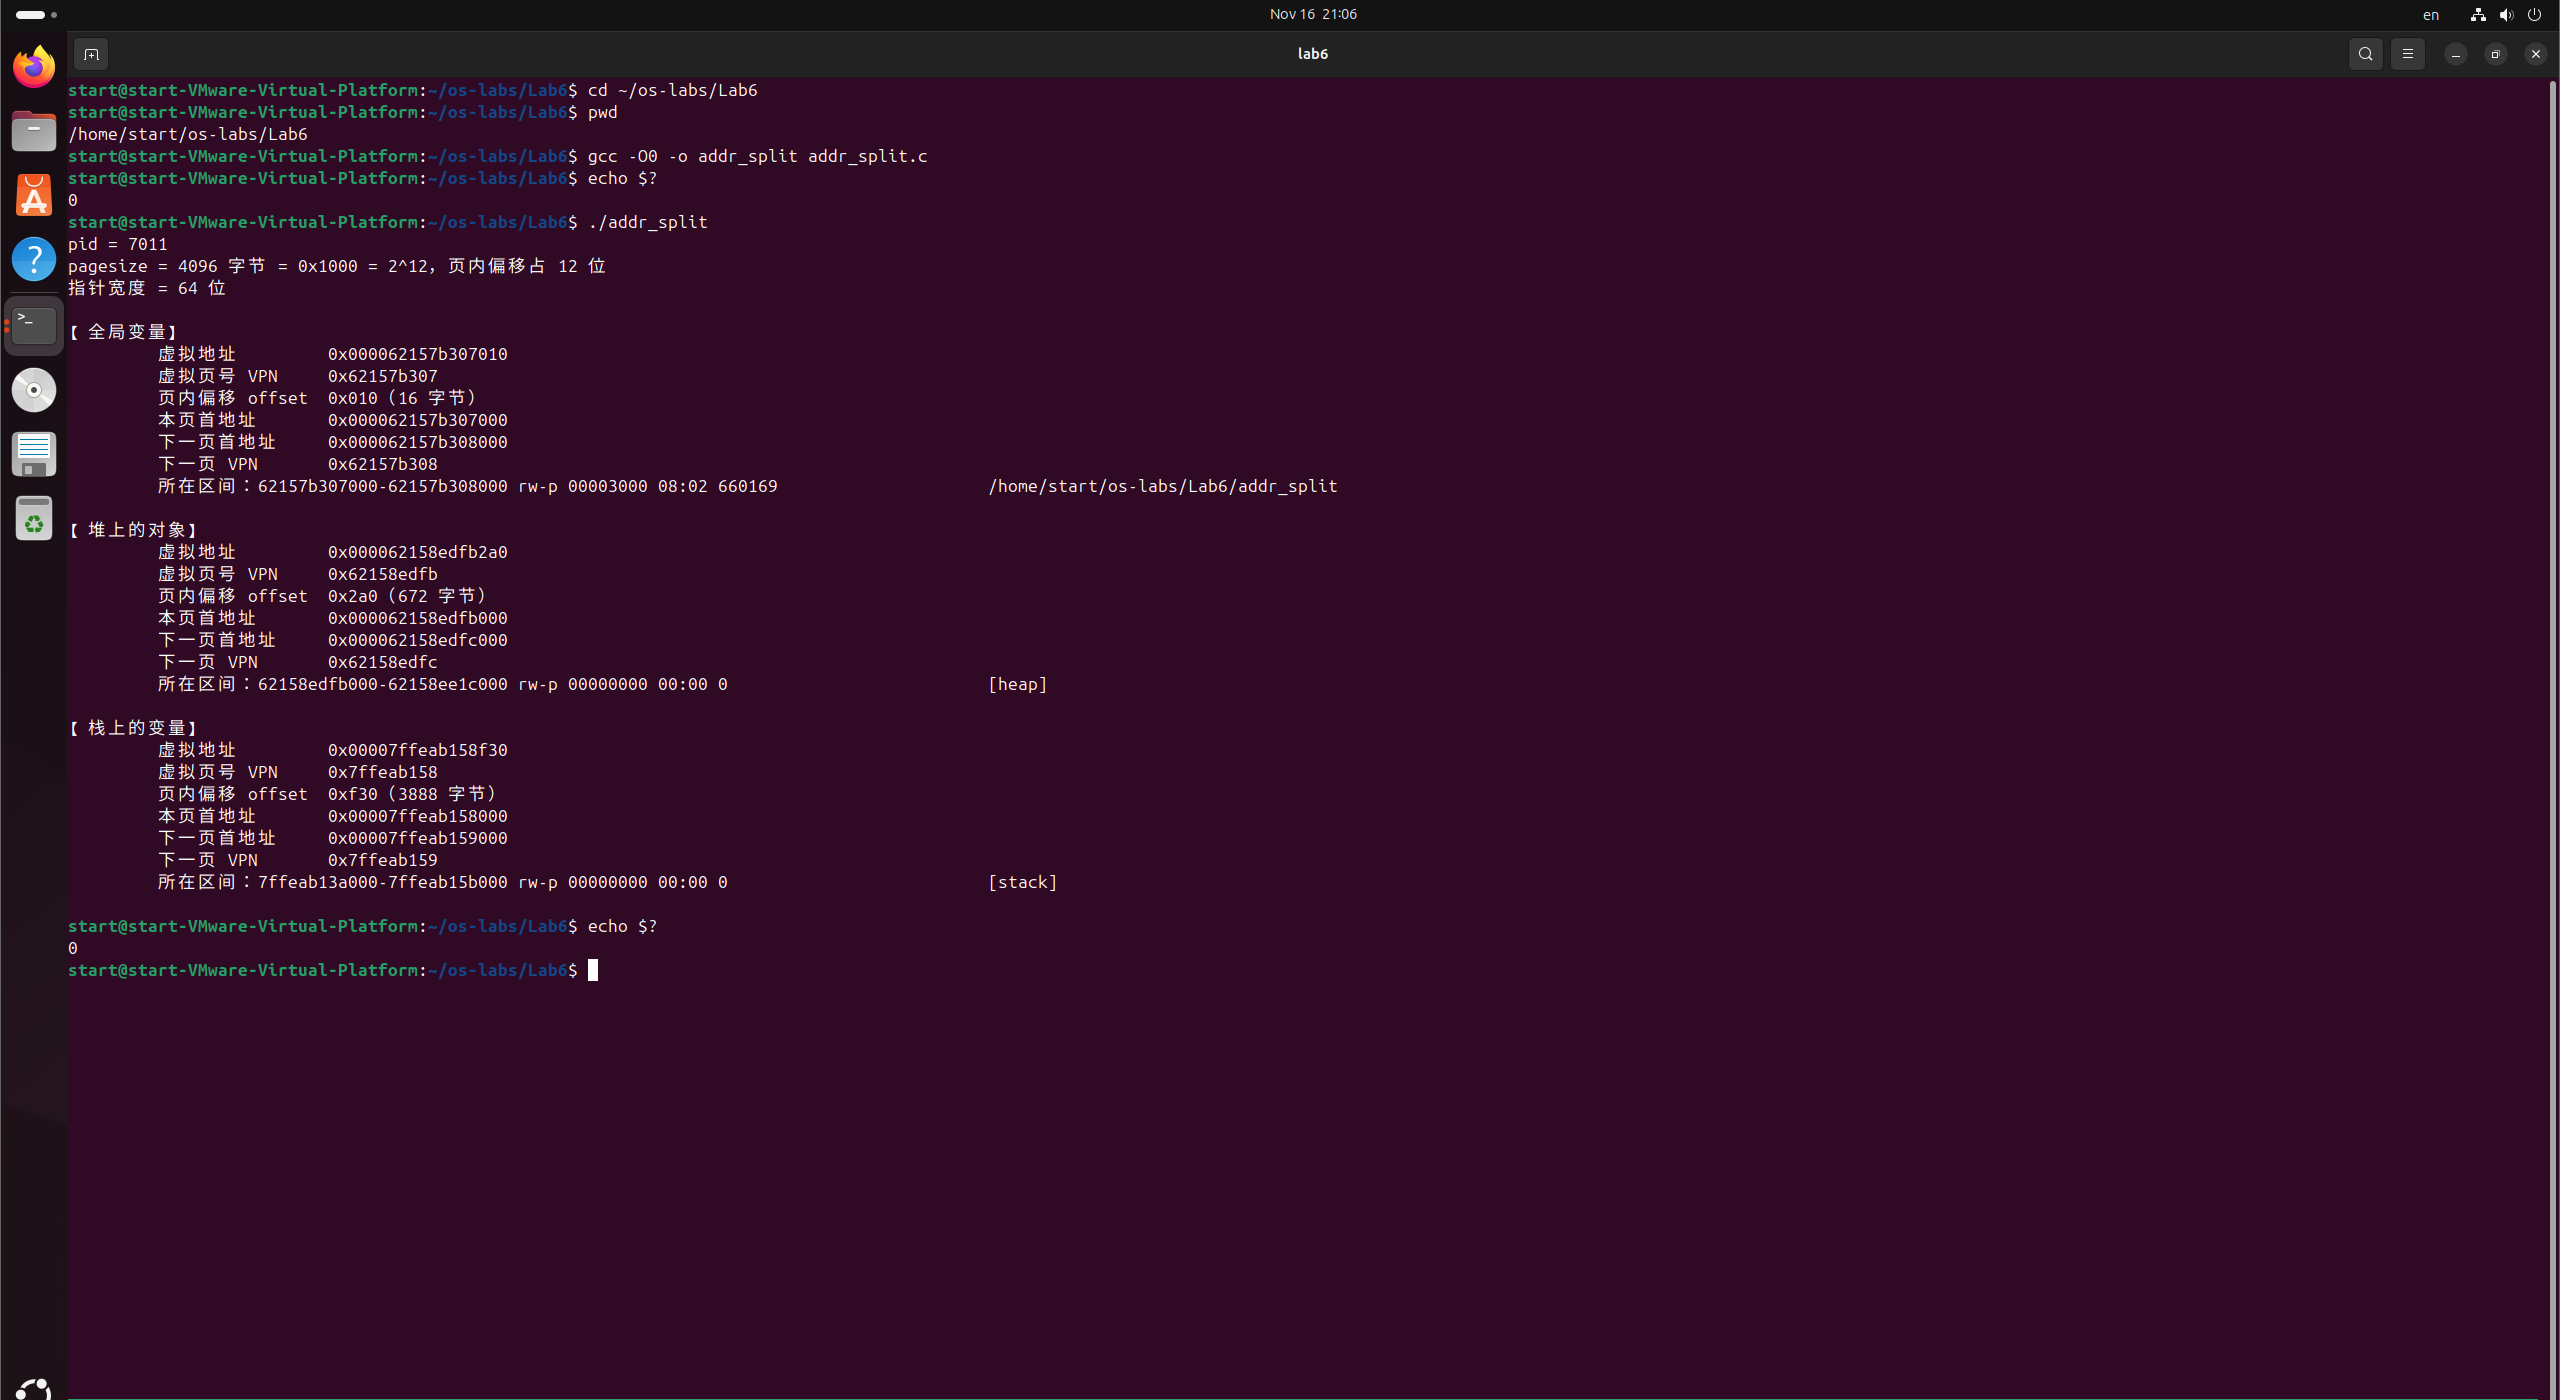 Nov 16 21:06
en
lab6
start@start-VMware-Virtual-Platform:~/os-labs/Lab6$ cd ~/os-labs/Lab6
start@start-VMware-Virtual-Platform:~/os-labs/Lab6$ pwd
/home/start/os-labs/Lab6
start@start-VMware-Virtual-Platform:~/os-labs/Lab6$ gcc -O0 -o addr_split addr_split.c
start@start-VMware-Virtual-Platform:~/os-labs/Lab6$ echo $?
0
start@start-VMware-Virtual-Platform:~/os-labs/Lab6$ ./addr_split
pid = 7011
pagesize = 4096 字节 = 0x1000 = 2^12，页内偏移占 12 位
指针宽度 = 64 位
【全局变量】
虚拟地址 0x000062157b307010
虚拟页号 VPN 0x62157b307
页内偏移 offset 0x010（16 字节）
本页首地址 0x000062157b307000
下一页首地址 0x000062157b308000
下一页 VPN 0x62157b308
所在区间：62157b307000-62157b308000 rw-p 00003000 08:02 660169 /home/start/os-labs/Lab6/addr_split
【堆上的对象】
虚拟地址 0x000062158edfb2a0
虚拟页号 VPN 0x62158edfb
页内偏移 offset 0x2a0（672 字节）
本页首地址 0x000062158edfb000
下一页首地址 0x000062158edfc000
下一页 VPN 0x62158edfc
所在区间：62158edfb000-62158ee1c000 rw-p 00000000 00:00 0 [heap]
【栈上的变量】
虚拟地址 0x00007ffeab158f30
虚拟页号 VPN 0x7ffeab158
页内偏移 offset 0xf30（3888 字节）
本页首地址 0x00007ffeab158000
下一页首地址 0x00007ffeab159000
下一页 VPN 0x7ffeab159
所在区间：7ffeab13a000-7ffeab15b000 rw-p 00000000 00:00 0 [stack]
start@start-VMware-Virtual-Platform:~/os-labs/Lab6$ echo $?
0
start@start-VMware-Virtual-Platform:~/os-labs/Lab6$